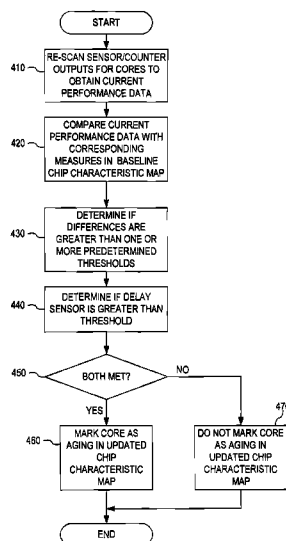 START
410
RE-SCAN SENSOR/COUNTER
OUTPUTS FOR CORES TO
OBTAIN CURRENT
PERFORMANCE DATA
420
COMPARE CURRENT
PERFORMANCE DATA WITH
CORRESPONDING
MEASURES IN BASELINE
CHIP CHARACTERISTIC MAP
430
DETERMINE IF
DIFFERENCES ARE
GREATER THAN ONE OR
MORE PREDETERMINED
THRESHOLDS
440
DETERMINE IF DELAY
SENSOR IS GREATER THAN
THRESHOLD
450
BOTH MET?
NO
YES
460
MARK CORE AS
AGING IN UPDATED
CHIP
CHARACTERISTIC
MAP
470
DO NOT MARK CORE
AS AGING IN
UPDATED CHIP
CHARACTERISTIC
MAP
END